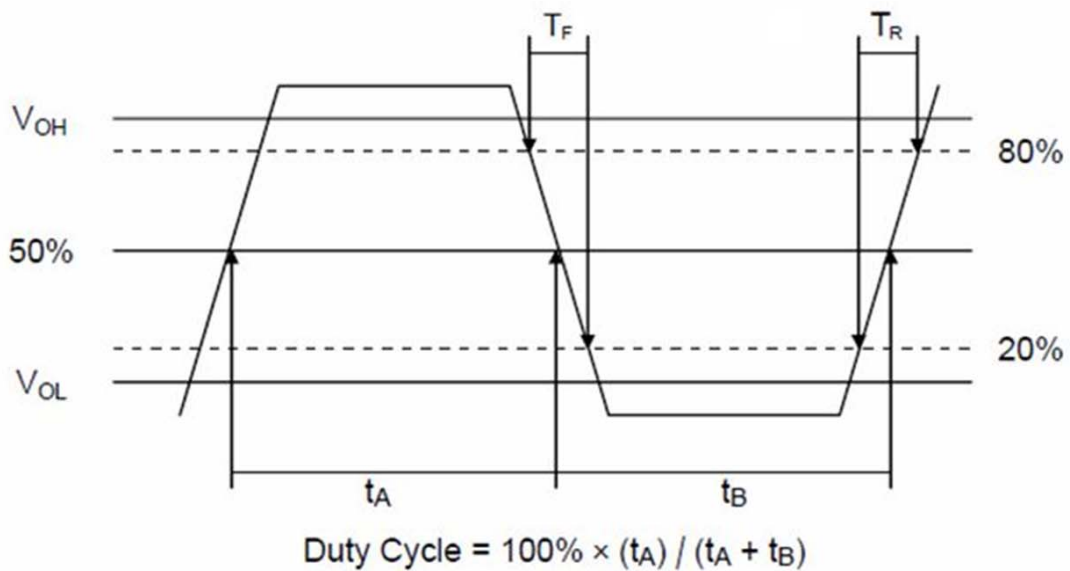 TF TR
VOH
80%
50%
20%
VOL
tA tB
Duty Cycle = 100% × (tA) / (tA + tB)